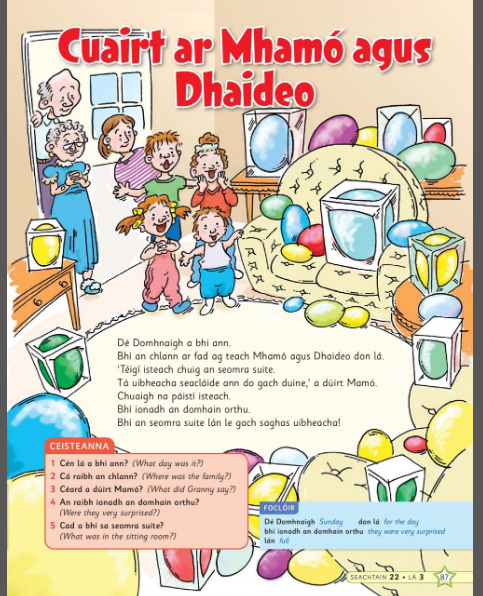 Cuairt ar Mhamó agus
Dhaideo
Dé Domhnaigh a bhí ann.
Bhí an chlann ar fad ag teach Mhamó agus Dhaideo don lá.
‘Téigí isteach chuig an seomra suite.
Tá uibheacha seacláide ann do gach duine,’ a dúirt Mamó.
Chuaigh na páistí isteach.
Bhí ionadh an domhain orthu.
Bhí an seomra suite lán le gach saghas uibheacha!
CEISTEANNA
1 Cén lá a bhí ann? (What day was it?)
2 Cá raibh an chlann? (Where was the family?)
3 Céard a dúirt Mamó? (What did Granny say?)
4 An raibh ionadh an domhain orthu?
(Were they very surprised?)
5 Cad a bhí sa seomra suite?
(What was in the sitting room?)
FOCLÓIR
Dé Domhnaigh Sunday don lá for the day
bhí ionadh an domhain orthu they were very surprised
lán full
SEACHTAIN 22 • LÁ 3 87